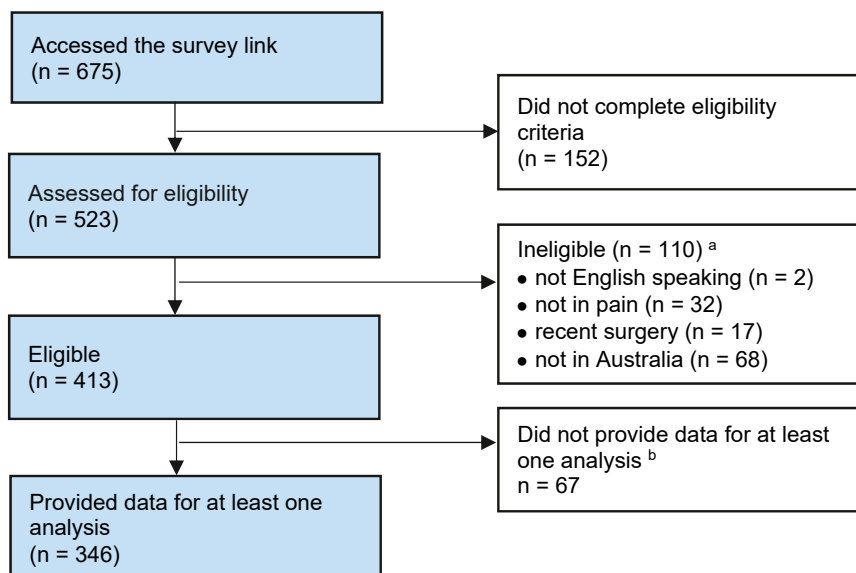 Accessed the survey link
(n = 675)
Did not complete eligibility
criteria
(n = 152)
Assessed for eligibility
(n = 523)
Ineligible (n = 110) ᵃ
• not English speaking (n = 2)
• not in pain (n = 32)
• recent surgery (n = 17)
• not in Australia (n = 68)
Eligible
(n = 413)
Did not provide data for at least
one analysis ᵇ
n = 67
Provided data for at least one
analysis
(n = 346)